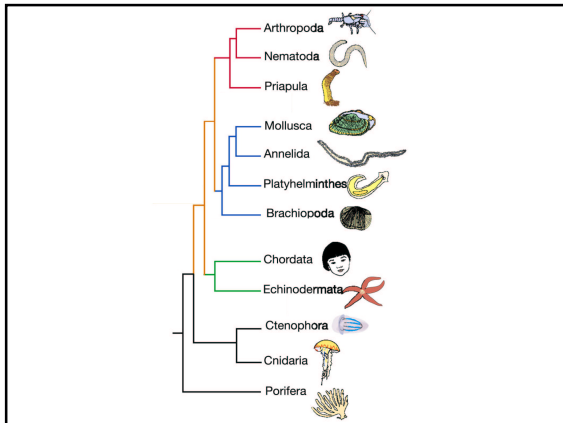 Arthropoda
Nematoda
Priapula
Mollusca
Annelida
Platyhelminthes
Brachiopoda
Chordata
Echinodermata
Ctenophora
Cnidaria
Porifera